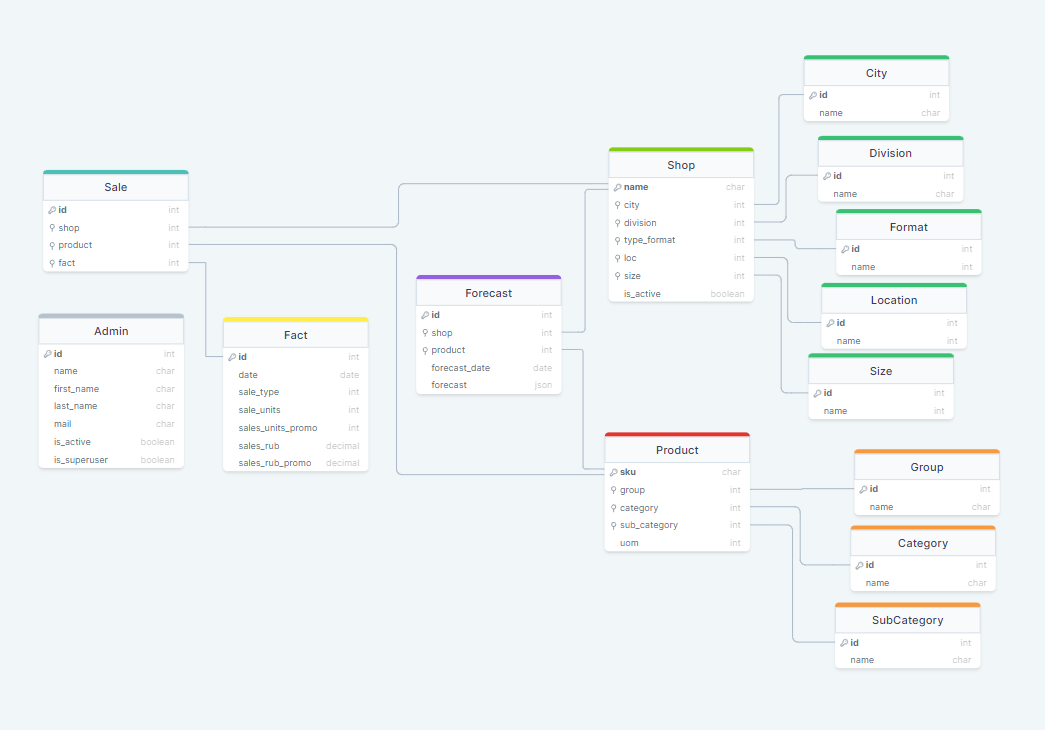 City
id int
name char
Division
id int
name char
Shop
name char
city int
division int
type_format int
loc int
size int
is_active boolean
Sale
id int
shop int
product int
fact int
Format
id int
name int
Forecast
id int
shop int
product int
forecast_date date
forecast json
Location
id int
name int
Admin
id int
name char
first_name char
last_name char
mail char
is_active boolean
is_superuser boolean
Fact
id int
date date
sale_type int
sale_units int
sales_units_promo int
sales_rub decimal
sales_rub_promo decimal
Size
id int
name int
Product
sku char
group int
category int
sub_category int
uom int
Group
id int
name char
Category
id int
name char
SubCategory
id int
name char